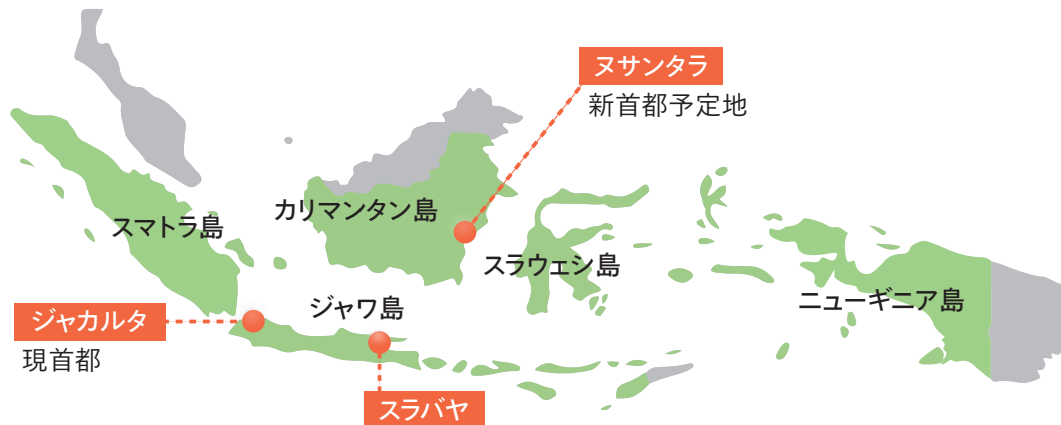 ヌサンタラ
新首都予定地
カリマンタン島
スマトラ島
スラウェシ島
ニューギニア島
ジャワ島
ジャカルタ
現首都
スラバヤ